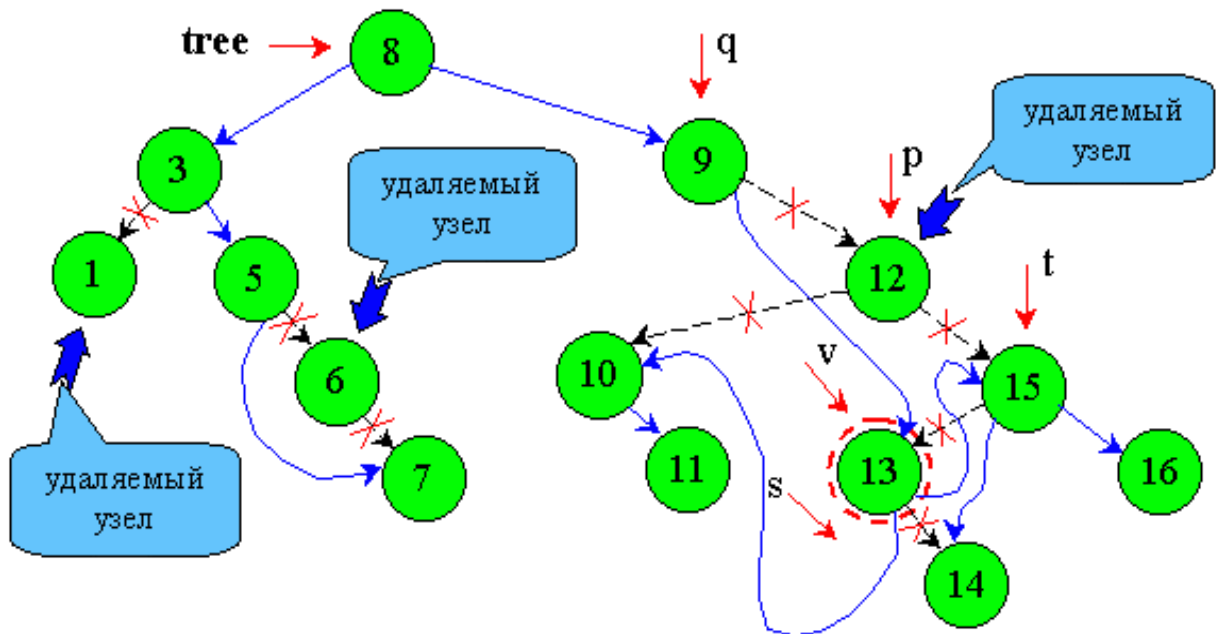 tree
8
q
удаляемый
узел
3
удаляемый
узел
9
p
1
5
12
t
6
10
v
15
удаляемый
узел
7
11
s
13
16
14